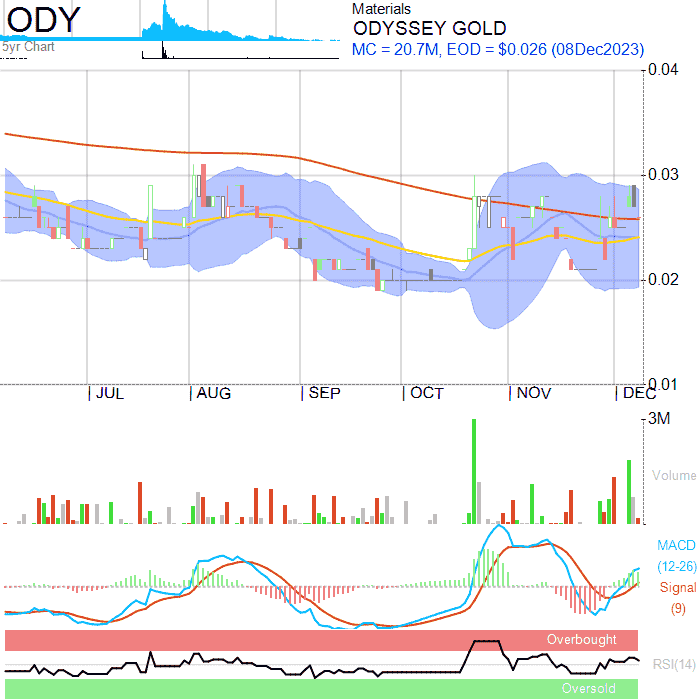 ODY
5yr Chart
Materials
ODYSSEY GOLD
MC = 20.7M, EOD = $0.026 (08Dec2023)
0.04
0.03
0.02
0.01
JUL AUG SEP OCT NOV DEC
3M
Volume
MACD
(12-26)
Signal
(9)
Overbought
RSI(14)
Oversold